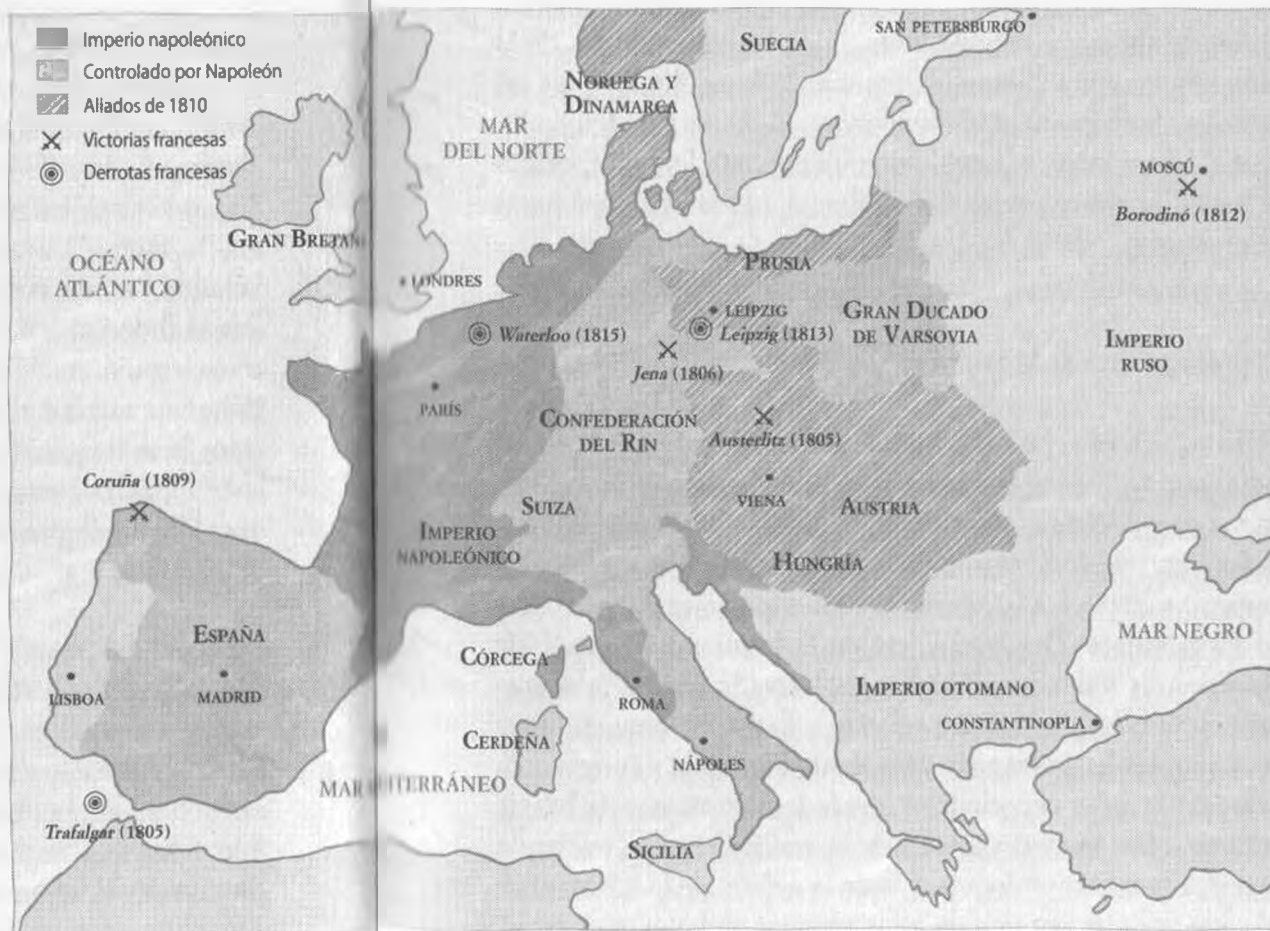 Imperio napoleónico
Controlado por Napoleón
Aliados de 1810
Victorias francesas
Derrotas francesas
SAN PETERSBURGO
SUECIA
NORUEGA Y
DINAMARCA
MAR
DEL NORTE
MOSCÚ
Borodinó (1812)
GRAN BRETAÑ
OCÉANO
ATLÁNTICO
LONDRES
PRUSIA
LEIPZIG
Leipzig (1813)
GRAN DUCADO
DE VARSOVIA
Waterloo (1815)
IMPERIO
RUSO
Jena (1806)
PARÍS
CONFEDERACIÓN
DEL RIN
Austerlitz (1805)
Coruña (1809)
VIENA
AUSTRIA
SUIZA
IMPERIO
NAPOLEÓNICO
HUNGRÍA
ESPAÑA
MAR NEGRO
CÓRCEGA
LISBOA
MADRID
ROMA
IMPERIO OTOMANO
CONSTANTINOPLA
CERDEÑA
NÁPOLES
MAR ITERRÁNEO
Trafalgar (1805)
SICILIA